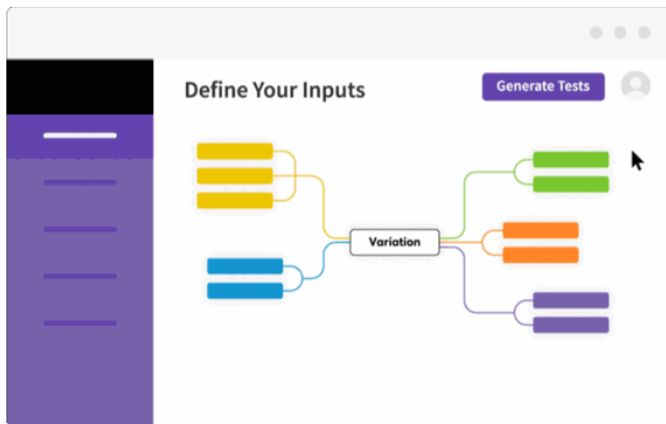 Define Your Inputs
Generate Tests
Variation